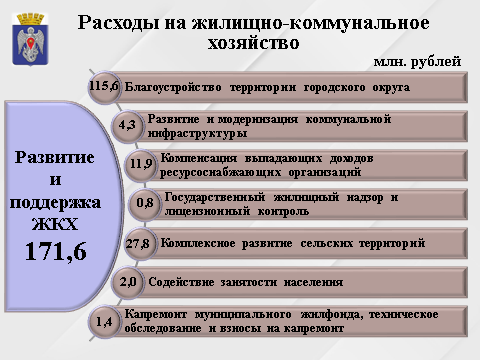 Расходы на жилищно-коммунальное
хозяйство
млн. рублей
115,6 Благоустройство территории городского округа
4,3 Развитие и модернизация коммунальной
инфраструктуры
11,9 Компенсация выпадающих доходов
ресурсоснабжающих организаций
0,8 Государственный жилищный надзор и
лицензионный контроль
27,8 Комплексное развитие сельских территорий
2,0 Содействие занятости населения
1,4 Капремонт муниципального жилфонда, техническое
обследование и взносы на капремонт
Развитие
и
поддержка
ЖКХ
171,6